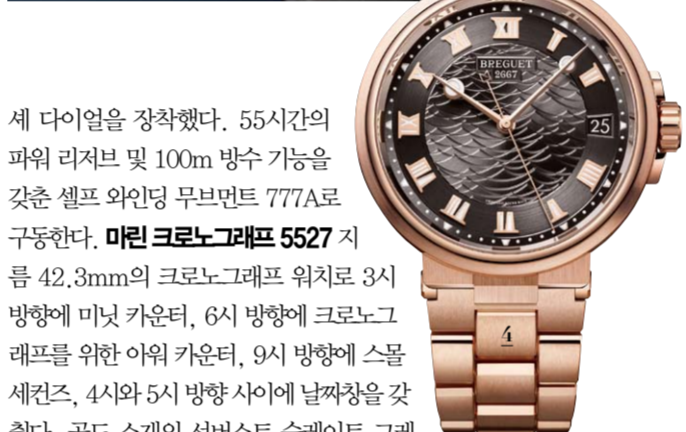 셰 다이얼을 장착했다. 55시간의
파워 리저브 및 100m 방수 기능을
갖춘 셀프 와인딩 무브먼트 777A로
구동한다. 마린 크로노그래프 5527 지
름 42.3mm의 크로노그래프 워치로 3시
방향에 미닛 카운터, 6시 방향에 크로노그
래프를 위한 아워 카운터, 9시 방향에 스몰
세컨즈, 4시와 5시 방향 사이에 날짜창을 갖
BREGUET
2667
25
4